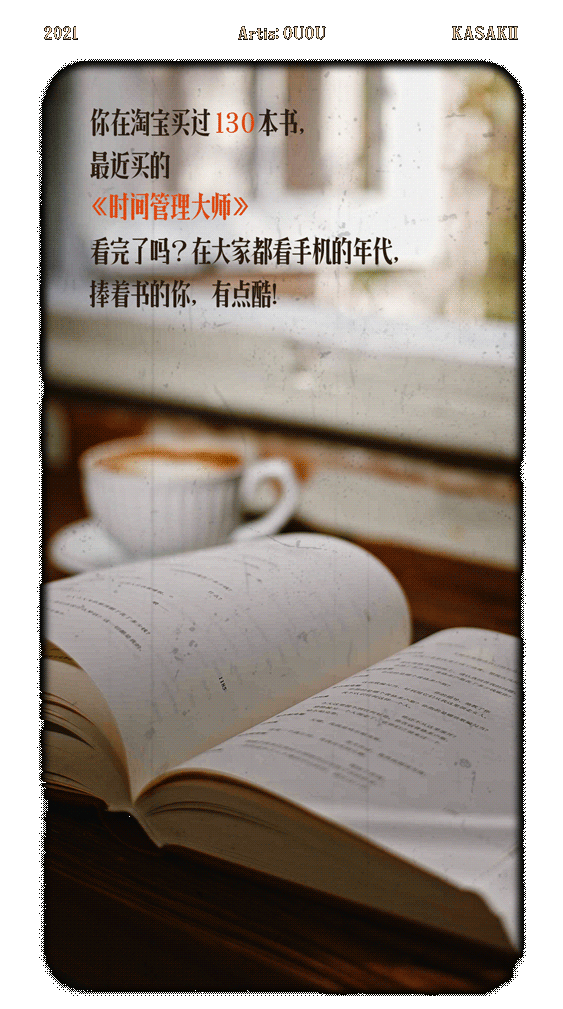 2021 Artis: OUOU KASAKII
你在淘宝买过130本书,
最近买的
《时间管理大师》
看完了吗?在大家都看手机的年代,
捧着书的你, 有点酷!